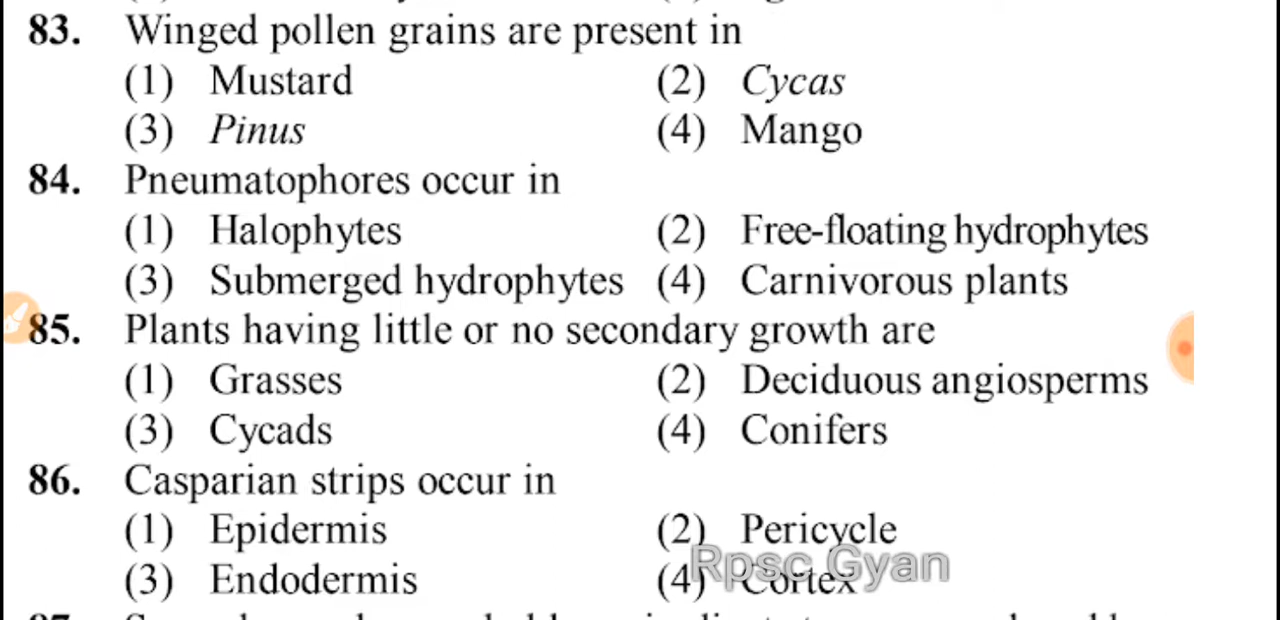 83. Winged pollen grains are present in
(1) Mustard (2) Cycas
(3) Pinus (4) Mango
84. Pneumatophores occur in
(1) Halophytes (2) Free-floating hydrophytes
(3) Submerged hydrophytes (4) Carnivorous plants
85. Plants having little or no secondary growth are
(1) Grasses (2) Deciduous angiosperms
(3) Cycads (4) Conifers
86. Casparian strips occur in
(1) Epidermis (2) Pericycle
Rpsc Gyan
(3) Endodermis (4) Cortex